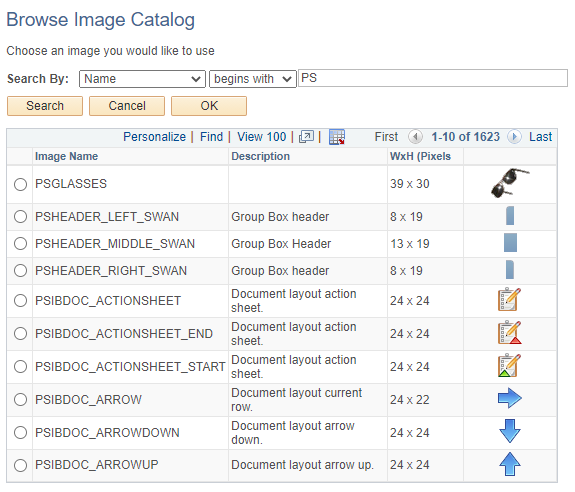 Browse Image Catalog
Choose an image you would like to use
Search By: Name begins with PS
Search Cancel OK
Personalize | Find | View 100 | | First 1-10 of 1623 Last
Image Name Description WxH (Pixels
PSGLASSES 39 x 30
PSHEADER_LEFT_SWAN Group Box header 8 x 19
PSHEADER_MIDDLE_SWAN Group Box Header 13 x 19
PSHEADER_RIGHT_SWAN Group Box header 8 x 19
PSIBDOC_ACTIONSHEET Document layout action 24 x 24
sheet.
PSIBDOC_ACTIONSHEET_END Document layout action 24 x 24
sheet.
PSIBDOC_ACTIONSHEET_START Document layout action 24 x 24
sheet.
PSIBDOC_ARROW Document layout current 24 x 22
row.
PSIBDOC_ARROWDOWN Document layout arrow 24 x 24
down.
PSIBDOC_ARROWUP Document layout arrow up. 24 x 24